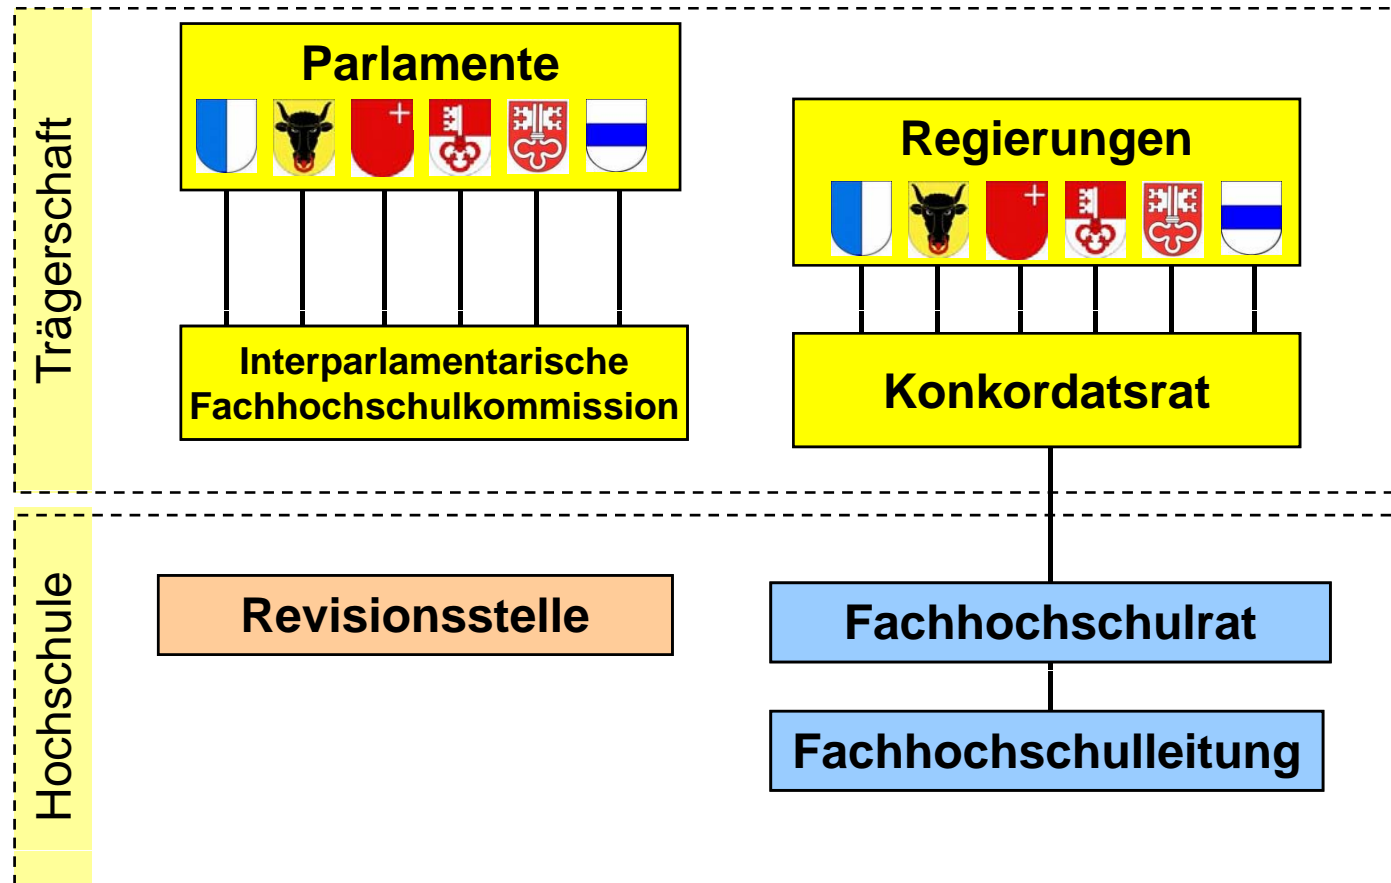 Trägerschaft
Parlamente
Interparlamentarische
Fachhochschulkommission
Regierungen
Konkordatsrat
Hochschule
Revisionsstelle
Fachhochschulrat
Fachhochschulleitung